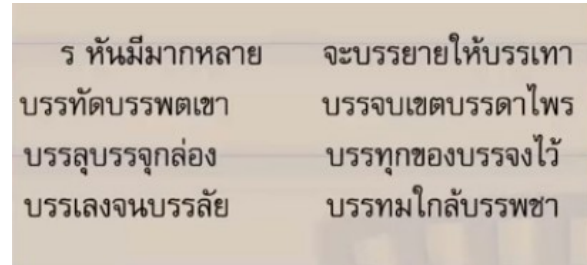 ร หันมีมากหลาย จะบรรยายให้บรรเทา
บรรทัดบรรพตเขา บรรจบเขตบรรดาไพร
บรรลุบรรจุกล่อง บรรทุกของบรรจงไว้
บรรเลงจนบรรลัย บรรทมใกล้บรรพชา